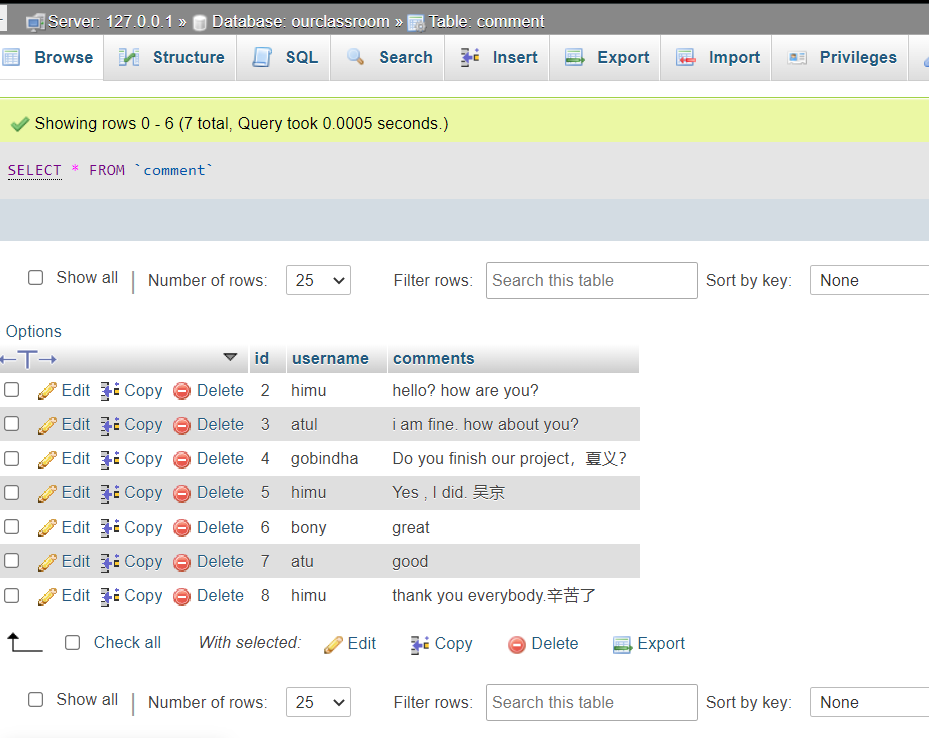 Server: 127.0.0.1 » Database: ourclassroom » Table: comment
Browse Structure SQL Search Insert Export Import Privileges
Showing rows 0 - 6 (7 total, Query took 0.0005 seconds.)
SELECT * FROM `comment`
Show all | Number of rows: 25 Filter rows: Search this table Sort by key: None
Options
←T→ id username comments
Edit Copy Delete 2 himu hello? how are you?
Edit Copy Delete 3 atul i am fine. how about you?
Edit Copy Delete 4 gobindha Do you finish our project，夏义？
Edit Copy Delete 5 himu Yes , I did. 吴京
Edit Copy Delete 6 bony great
Edit Copy Delete 7 atu good
Edit Copy Delete 8 himu thank you everybody.辛苦了
Check all With selected: Edit Copy Delete Export
Show all | Number of rows: 25 Filter rows: Search this table Sort by key: None